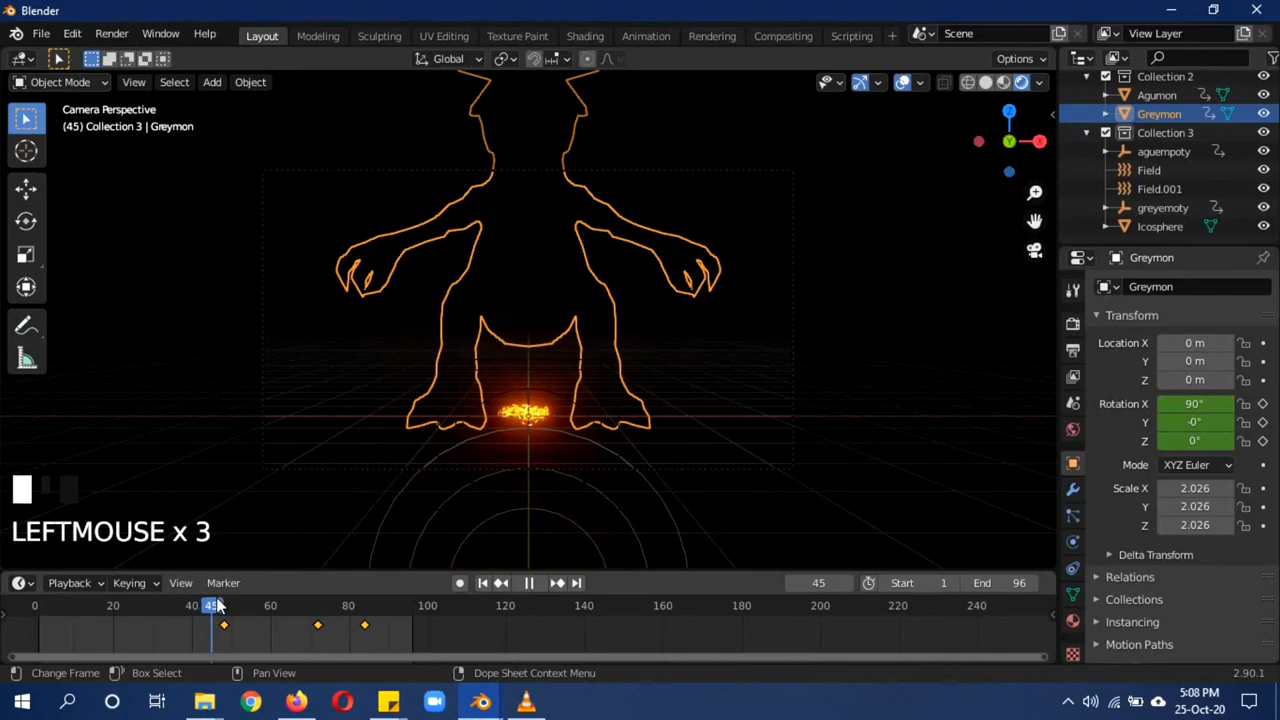 Blender
File Edit Render Window Help Layout Modeling Sculpting UV Editing Texture Paint Shading Animation Rendering Compositing Scripting + Scene View Layer
Global Options
Object Mode View Select Add Object
Camera Perspective
(45) Collection 3 | Greymon
Z
Y
X
Collection 2
Agumon
Greymon
Collection 3
aguempoty
Field
Field.001
greyemoty
Icosphere
Greymon
Greymon
Transform
Location X 0 m
Y 0 m
Z 0 m
Rotation X 90°
Y -0°
Z 0°
Mode XYZ Euler
Scale X 2.026
Y 2.026
Z 2.026
Delta Transform
Relations
Collections
Instancing
Motion Paths
LEFTMOUSE x 3
Playback Keying View Marker 45 Start 1 End 96
0 20 40 45 60 80 100 120 140 160 180 200 220 240
Change Frame Box Select Pan View Dope Sheet Context Menu 2.90.1
5:08 PM
25-Oct-20